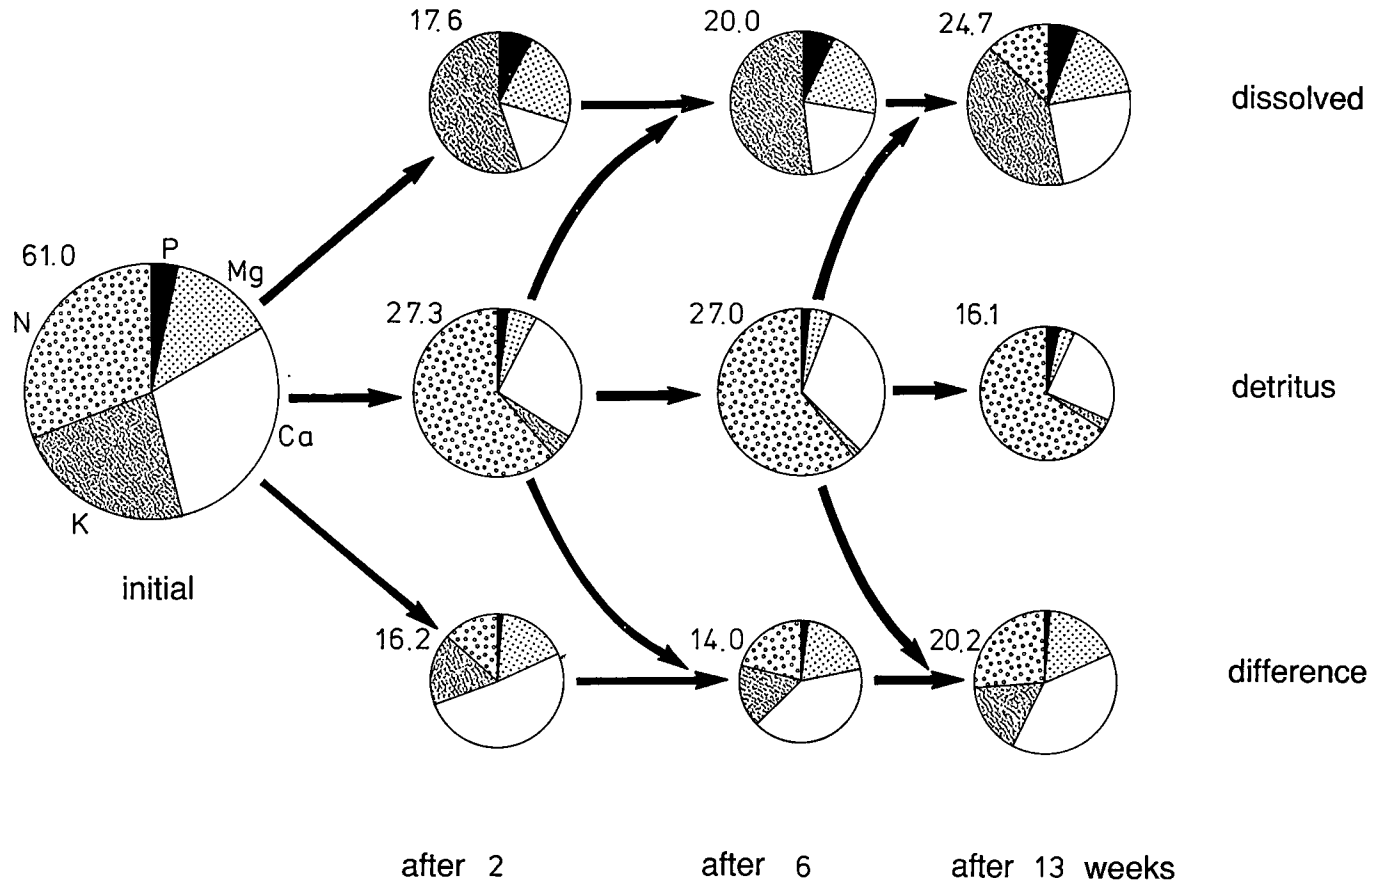 17.6
20.0
24.7
dissolved
61.0
P
Mg
N
27.3
27.0
16.1
detritus
Ca
K
initial
16.2
14.0
20.2
difference
after 2
after 6
after 13 weeks